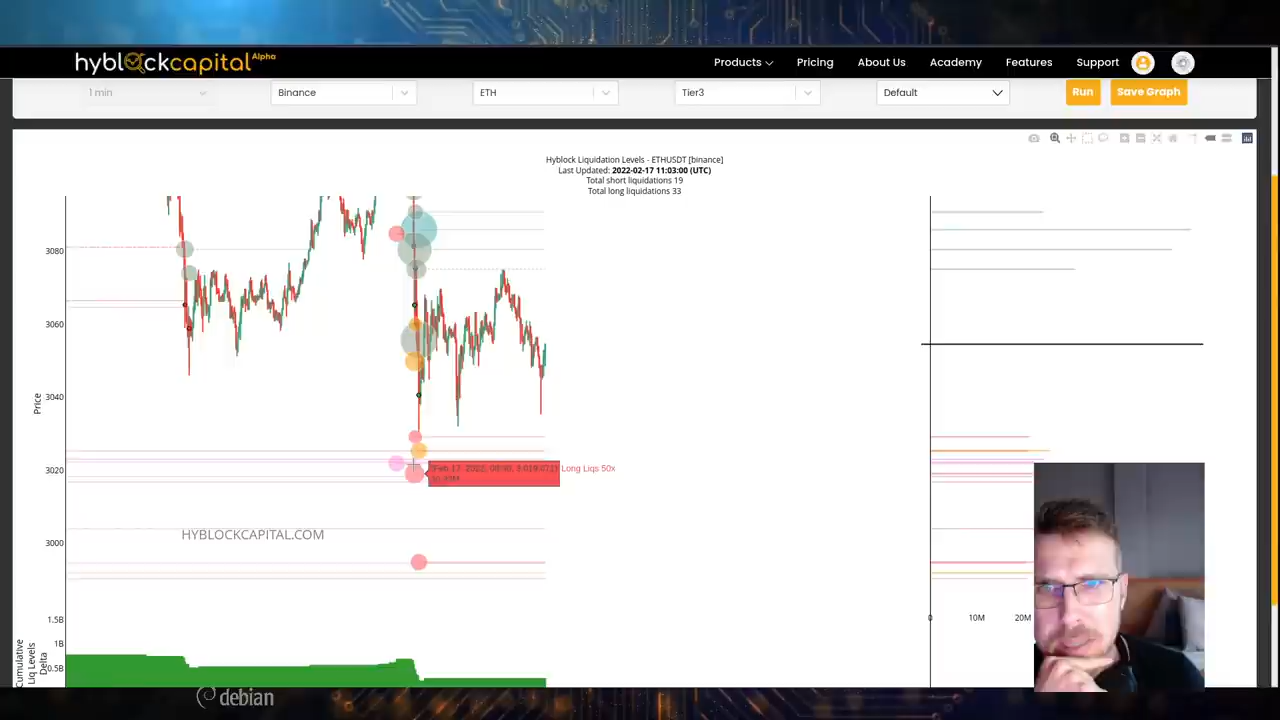 hyblockcapital Alpha
Products Pricing About Us Academy Features Support
1 min Binance ETH Tier3 Default Run Save Graph
Hyblock Liquidation Levels - ETHUSDT [binance]
Last Updated: 2022-02-17 11:03:00 (UTC)
Total short liquidations 19
Total long liquidations 33
3080
3060
Price
3040
3020
Long Liqs 50x
HYBLOCKCAPITAL.COM
3000
0 10M 20M
1.5B
1B
0.5B
Cumulative
Liq Levels
Delta
debian